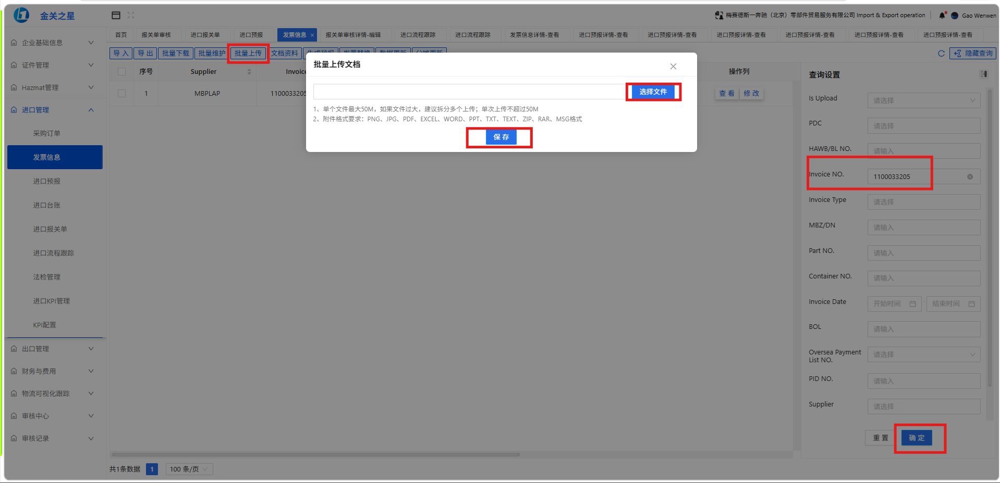 金关之星
梅赛德斯一奔驰（北京）零部件贸易服务有限公司 Import & Export operation
Gao Wenwen
企业基础信息
证件管理
Hazmat管理
进口管理
采购订单
发票信息
进口预报
进口台账
进口报关单
进口流程跟踪
法检管理
进口KPI管理
KPI配置
出口管理
财务与费用
物流可视化跟踪
审核中心
审核记录
首页 报关单审核 进口报关单 进口预报 发票信息 报关单审核详情-编辑 进口流程跟踪 进口流程跟踪 发票信息详情-查看 进口预报详情-查看 进口预报详情-查看 进口预报详情-查看 进口预报详情-查看 进口预报详情-查看 进口预报详情-查看
导 入 导 出 批量下载 批量维护 批量上传 文档资料 生成预报 发票替换 数据更新 分摊更新 隐藏查询
序号 Supplier Invoice 操作列
1 MBPLAP 1100033205 查 看 修 改
批量上传文档
选择文件
1、单个文件最大50M，如果文件过大，建议拆分多个上传；单次上传不超过50M
2、附件格式要求：PNG、JPG、PDF、EXCEL、WORD、PPT、TXT、TEXT、ZIP、RAR、MSG格式
保 存
查询设置
Is Upload 请选择
PDC 请选择
HAWB/BL NO. 请输入
Invoice NO. 1100033205
Invoice Type 请选择
MBZ/DN 请输入
Part NO. 请输入
Container NO. 请输入
Invoice Date 开始时间 - 结束时间
BOL 请输入
Oversea Payment
List NO. 请选择
PID NO. 请输入
Supplier 请选择
重 置 确 定
共1条数据 1 100 条/页